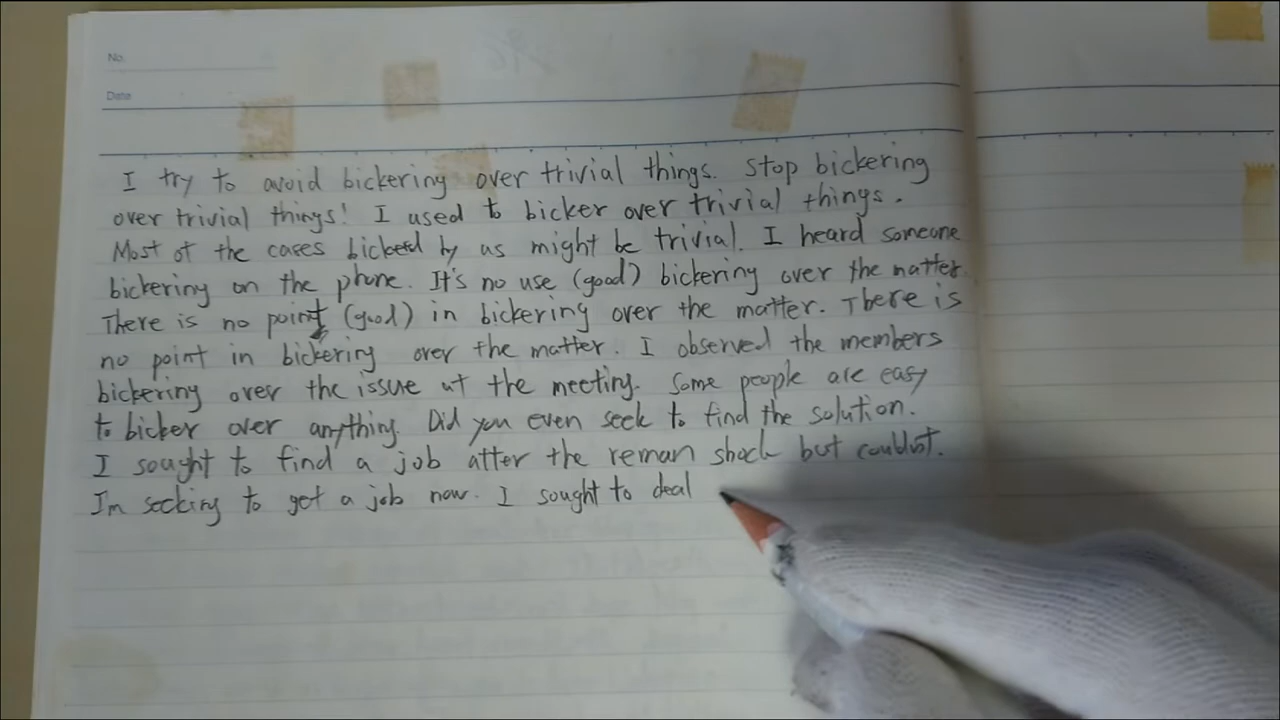 No.
Date
I try to avoid bickering over trivial things. Stop bickering
over trivial things! I used to bicker over trivial things.
Most of the cases bickered by us might be trivial. I heard someone
bickering on the phone. It's no use (good) bickering over the matter.
There is no point (good) in bickering over the matter. There is
no point in bickering over the matter. I observed the members
bickering over the issue at the meeting. Some people are easy
to bicker over anything. Did you even seek to find the solution.
I sought to find a job after the reman shock but couldn't.
I'm seeking to get a job now. I sought to deal